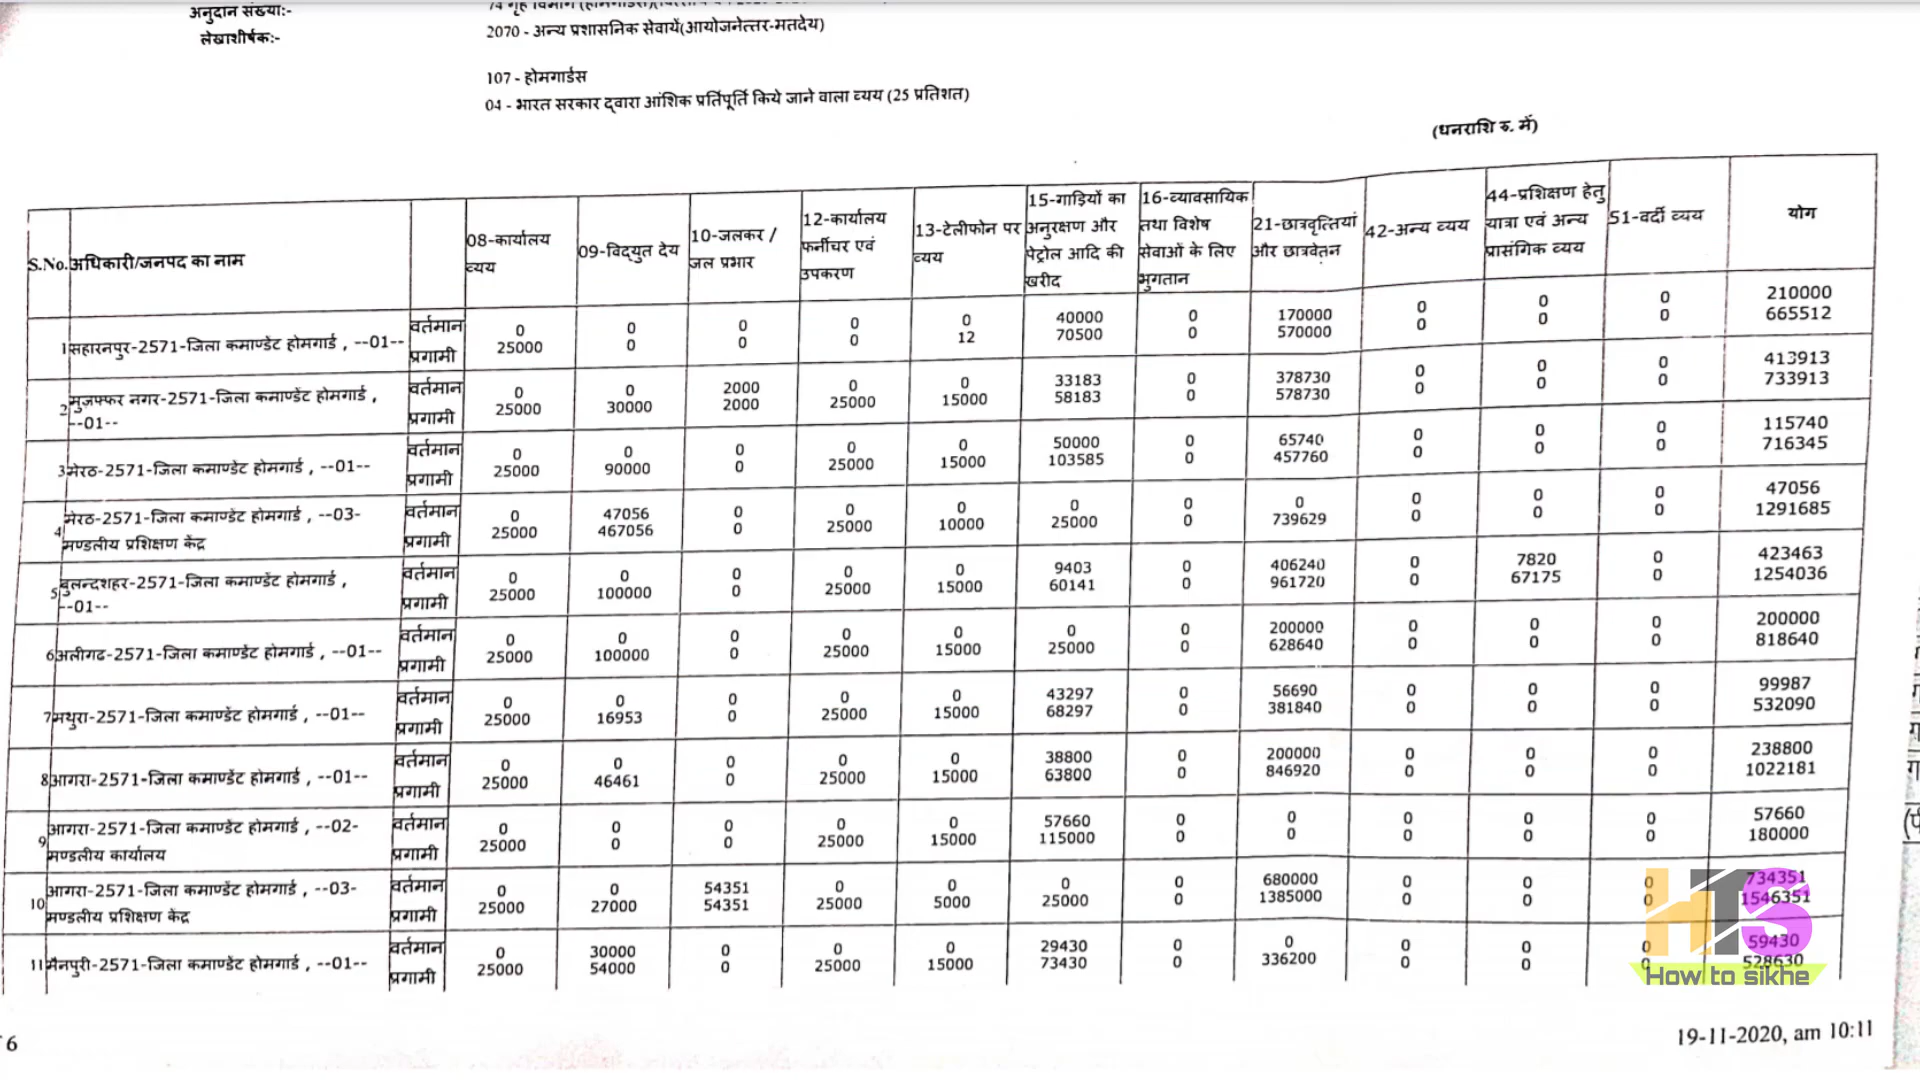 अनुदान संख्या:-
लेखाशीर्षक:-
2070 - अन्य प्रशासनिक सेवायें(आयोजनेत्तर-मतदेय)
107 - होमगार्डस
04 - भारत सरकार द्वारा आंशिक प्रर्तिपूर्ति किये जाने वाला व्यय (25 प्रतिशत)
(धनराशि रु. में)
S.No. अधिकारी/जनपद का नाम 08-कार्यालय व्यय 09-विद्युत देय 10-जलकर / जल प्रभार 12-कार्यालय फर्नीचर एवं उपकरण 13-टेलीफोन पर व्यय 15-गाड़ियों का अनुरक्षण और पेट्रोल आदि की खरीद 16-व्यावसायिक तथा विशेष सेवाओं के लिए भुगतान 21-छात्रवृत्तियां और छात्रवेतन 42-अन्य व्यय 44-प्रशिक्षण हेतु यात्रा एवं अन्य प्रासंगिक व्यय 51-वर्दी व्यय योग
1 सहारनपुर-2571-जिला कमाण्डेंट होमगार्ड , --01--
वर्तमान 0 0 0 0 0 40000 0 170000 0 0 0 210000
प्रगामी 25000 0 0 0 12 70500 0 570000 0 0 0 665512
2 मुज़फ्फर नगर-2571-जिला कमाण्डेंट होमगार्ड ,
--01--
वर्तमान 0 0 2000 0 0 33183 0 378730 0 0 0 413913
प्रगामी 25000 30000 2000 25000 15000 58183 0 578730 0 0 0 733913
3 मेरठ-2571-जिला कमाण्डेंट होमगार्ड , --01--
वर्तमान 0 0 0 0 0 50000 0 65740 0 0 0 115740
प्रगामी 25000 90000 0 25000 15000 103585 0 457760 0 0 0 716345
4 मेरठ-2571-जिला कमाण्डेंट होमगार्ड , --03-
मण्डलीय प्रशिक्षण केंद्र
वर्तमान 0 47056 0 0 0 0 0 0 0 0 0 47056
प्रगामी 25000 467056 0 25000 10000 25000 0 739629 0 0 0 1291685
5 बुलन्दशहर-2571-जिला कमाण्डेंट होमगार्ड ,
--01--
वर्तमान 0 0 0 0 0 9403 0 406240 0 7820 0 423463
प्रगामी 25000 100000 0 25000 15000 60141 0 961720 0 67175 0 1254036
6 अलीगढ-2571-जिला कमाण्डेंट होमगार्ड , --01--
वर्तमान 0 0 0 0 0 0 0 200000 0 0 0 200000
प्रगामी 25000 100000 0 25000 15000 25000 0 628640 0 0 0 818640
7 मथुरा-2571-जिला कमाण्डेंट होमगार्ड , --01--
वर्तमान 0 0 0 0 0 43297 0 56690 0 0 0 99987
प्रगामी 25000 16953 0 25000 15000 68297 0 381840 0 0 0 532090
8 आगरा-2571-जिला कमाण्डेंट होमगार्ड , --01--
वर्तमान 0 0 0 0 0 38800 0 200000 0 0 0 238800
प्रगामी 25000 46461 0 25000 15000 63800 0 846920 0 0 0 1022181
9 आगरा-2571-जिला कमाण्डेंट होमगार्ड , --02-
मण्डलीय कार्यालय
वर्तमान 0 0 0 0 0 57660 0 0 0 0 0 57660
प्रगामी 25000 0 0 25000 15000 115000 0 0 0 0 0 180000
10 आगरा-2571-जिला कमाण्डेंट होमगार्ड , --03-
मण्डलीय प्रशिक्षण केंद्र
वर्तमान 0 0 54351 0 0 0 0 680000 0 0 0 734351
प्रगामी 25000 27000 54351 25000 5000 25000 0 1385000 0 0 0 1546351
11 मैनपुरी-2571-जिला कमाण्डेंट होमगार्ड , --01--
वर्तमान 0 30000 0 0 0 29430 0 0 0 0 0 59430
प्रगामी 25000 54000 0 25000 15000 73430 0 336200 0 0 0 528630
HTS
How to sikhe
6
19-11-2020, am 10:11